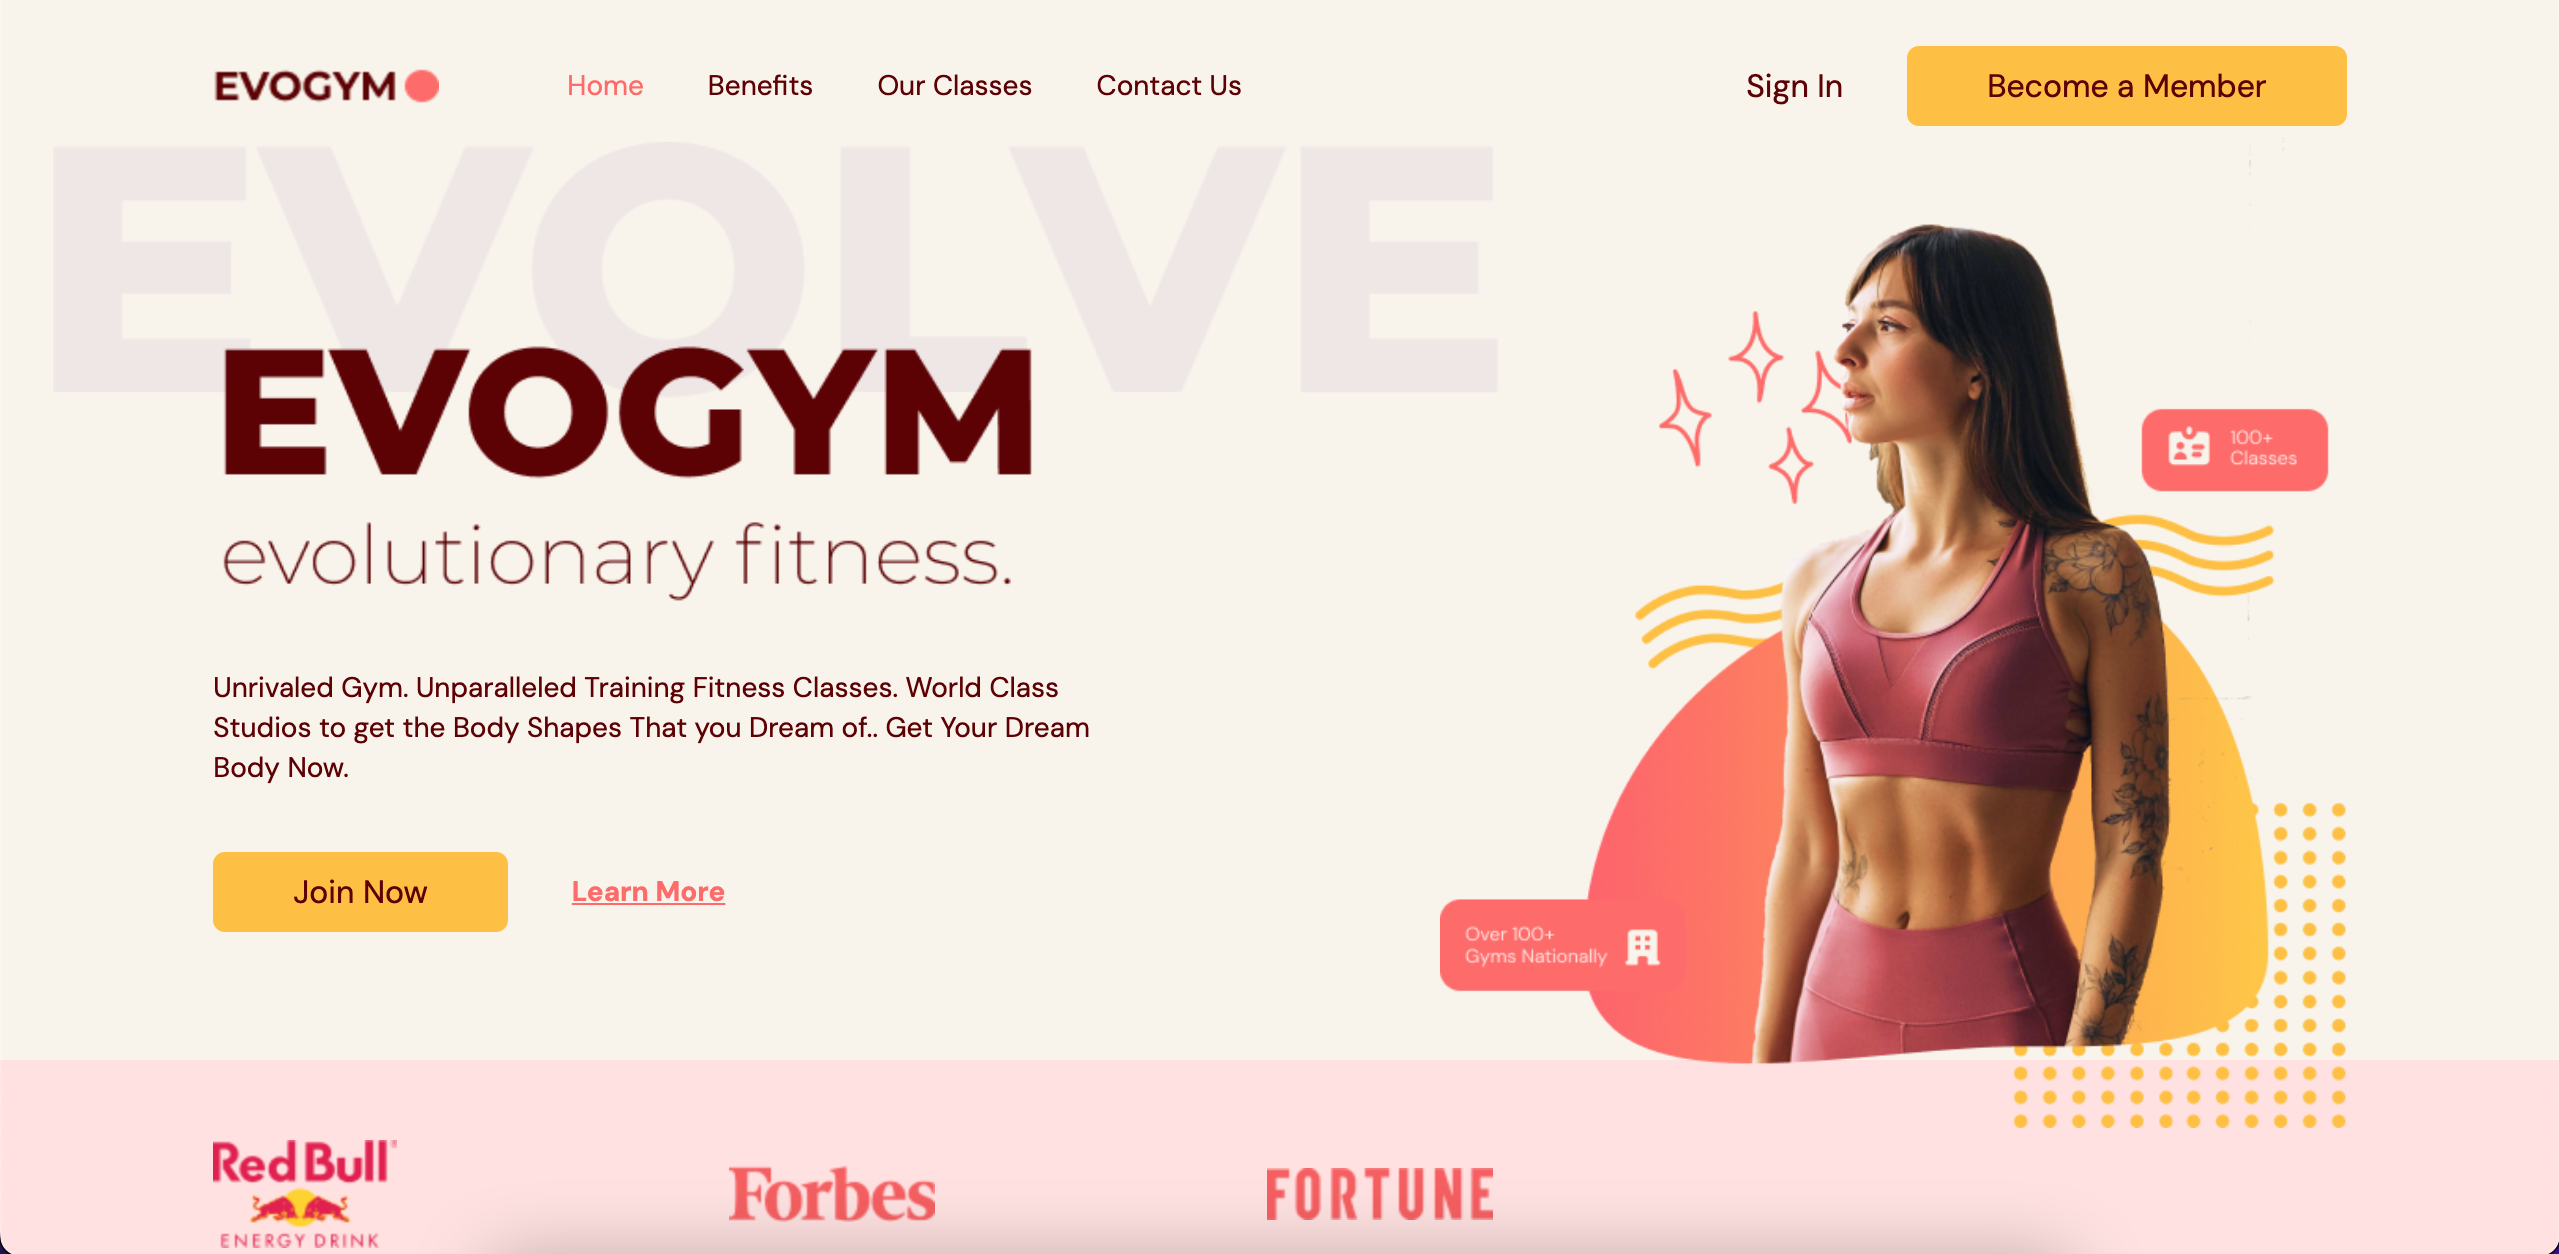 EVOGYM
Home Benefits Our Classes Contact Us Sign In Become a Member
EVOLVE
EVOGYM
evolutionary fitness.
100+
Classes
Unrivaled Gym. Unparalleled Training Fitness Classes. World Class
Studios to get the Body Shapes That you Dream of.. Get Your Dream
Body Now.
Join Now Learn More
Over 100+
Gyms Nationally
Red Bull
ENERGY DRINK
Forbes
FORTUNE